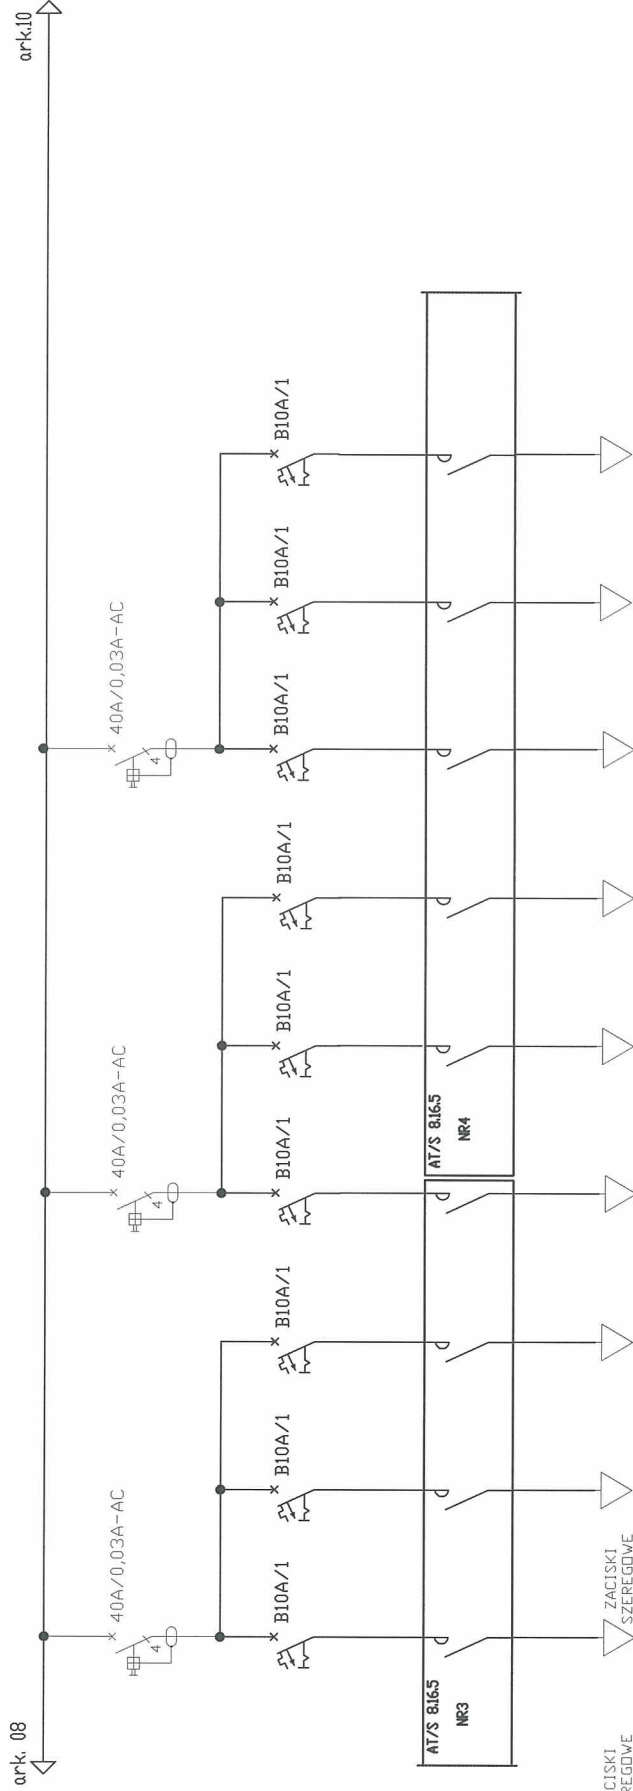 ark. 08
ark.10
40A/0,03A-AC
40A/0,03A-AC
40A/0,03A-AC
4
4
4
B10A/1
B10A/1
B10A/1
B10A/1
B10A/1
B10A/1
B10A/1
B10A/1
B10A/1
AT/S 8.16.5
NR3
AT/S 8.16.5
NR4
CISKI
REGOWE
ZACISKI
SZEREGOWE